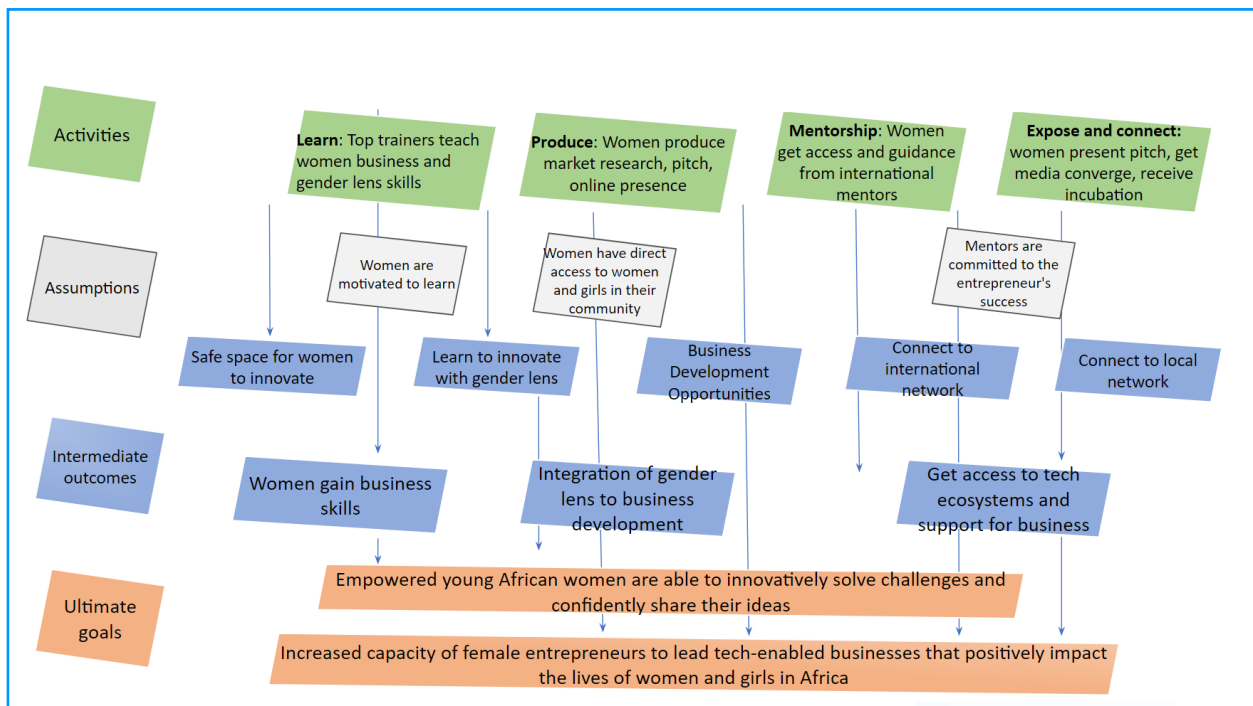 Activities
Learn: Top trainers teach
women business and
gender lens skills
Produce: Women produce
market research, pitch,
online presence
Mentorship: Women
get access and guidance
from international
mentors
Expose and connect:
women present pitch, get
media converge, receive
incubation
Assumptions
Women are
motivated to learn
Women have direct
access to women
and girls in their
community
Mentors are
committed to the
entrepreneur's
success
Safe space for women
to innovate
Learn to innovate
with gender lens
Business
Development
Opportunities
Connect to
international
network
Connect to local
network
Intermediate
outcomes
Women gain business
skills
Integration of gender
lens to business
development
Get access to tech
ecosystems and
support for business
Ultimate
goals
Empowered young African women are able to innovatively solve challenges and
confidently share their ideas
Increased capacity of female entrepreneurs to lead tech-enabled businesses that positively impact
the lives of women and girls in Africa